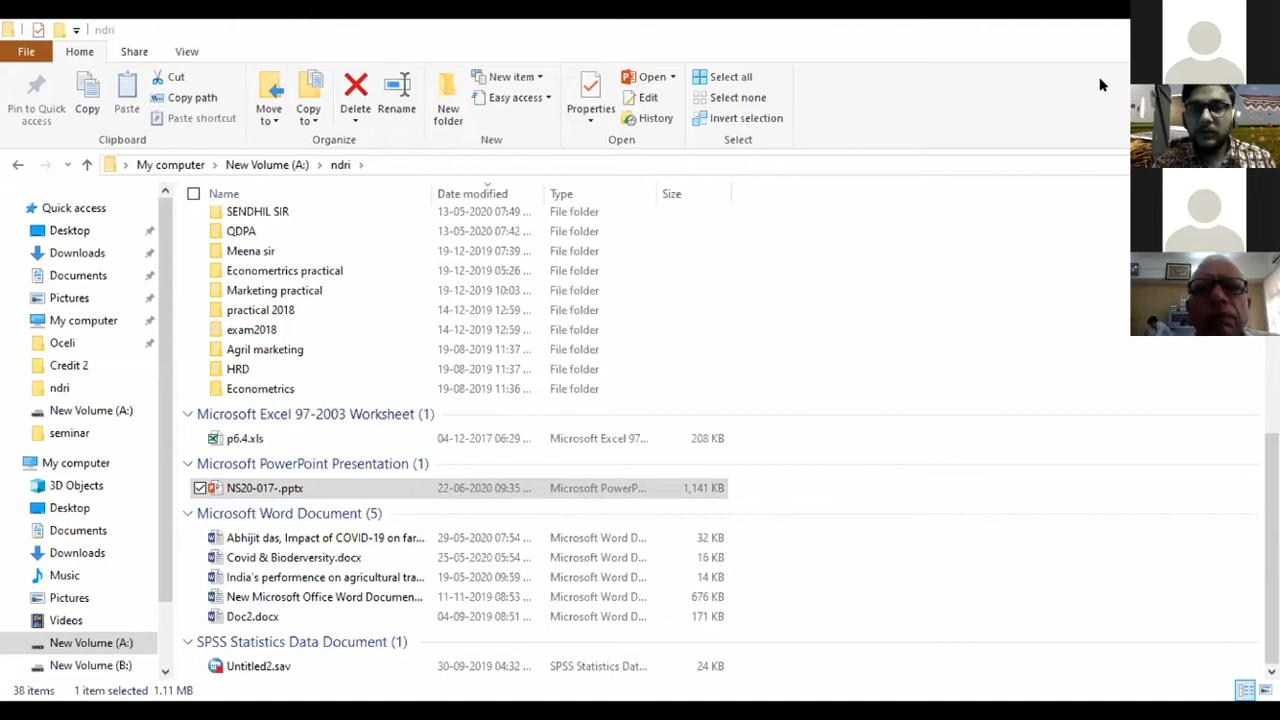 ndri
File Home Share View
Pin to Quick access
Copy
Paste
Cut
Copy path
Paste shortcut
Clipboard
Move to
Copy to
Delete
Rename
Organize
New folder
New item
Easy access
New
Properties
Open
Edit
History
Open
Select all
Select none
Invert selection
Select
My computer New Volume (A:) ndri
Quick access
Desktop
Downloads
Documents
Pictures
My computer
Oceli
Credit 2
ndri
New Volume (A:)
seminar
My computer
3D Objects
Desktop
Documents
Downloads
Music
Pictures
Videos
New Volume (A:)
New Volume (B:)
Name Date modified Type Size
SENDHIL SIR 13-05-2020 07:49 ... File folder
QDPA 13-05-2020 07:42 ... File folder
Meena sir 19-12-2019 07:39 ... File folder
Economertrics practical 19-12-2019 05:26 ... File folder
Marketing practical 19-12-2019 10:03 ... File folder
practical 2018 14-12-2019 12:59 ... File folder
exam2018 14-12-2019 12:59 ... File folder
Agril marketing 19-08-2019 11:37 ... File folder
HRD 19-08-2019 11:37 ... File folder
Econometrics 19-08-2019 11:36 ... File folder
Microsoft Excel 97-2003 Worksheet (1)
p6.4.xls 04-12-2017 06:29 ... Microsoft Excel 97... 208 KB
Microsoft PowerPoint Presentation (1)
NS20-017-.pptx 22-06-2020 09:35 ... Microsoft PowerP... 1,141 KB
Microsoft Word Document (5)
Abhijit das, Impact of COVID-19 on far... 29-05-2020 07:54 ... Microsoft Word D... 32 KB
Covid & Bioderversity.docx 25-05-2020 05:54 ... Microsoft Word D... 16 KB
India's performence on agricultural tra... 19-05-2020 09:59 ... Microsoft Word D... 14 KB
New Microsoft Office Word Documen... 11-11-2019 08:53 ... Microsoft Word D... 676 KB
Doc2.docx 04-09-2019 08:51 ... Microsoft Word D... 171 KB
SPSS Statistics Data Document (1)
Untitled2.sav 30-09-2019 04:32 ... SPSS Statistics Dat... 24 KB
38 items 1 item selected 1.11 MB